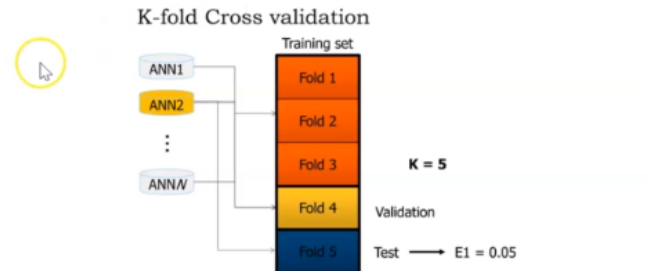 K-fold Cross validation
Training set
ANN1
Fold 1
ANN2
Fold 2
⋮
Fold 3
K = 5
ANNN
Fold 4
Validation
Fold 5
Test
E1 = 0.05